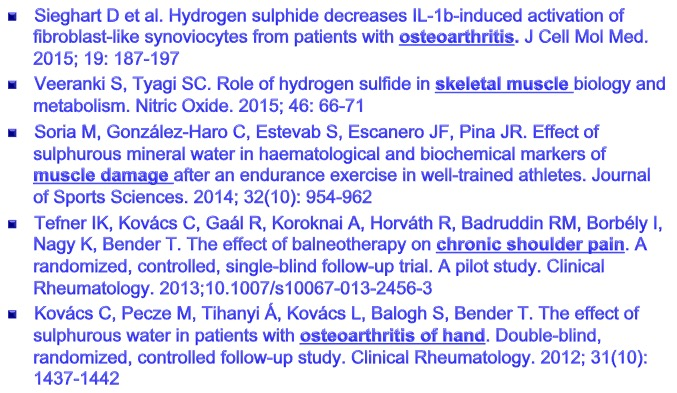 Sieghart D et al. Hydrogen sulphide decreases IL-1b-induced activation of
fibroblast-like synoviocytes from patients with osteoarthritis. J Cell Mol Med.
2015; 19: 187-197
Veeranki S, Tyagi SC. Role of hydrogen sulfide in skeletal muscle biology and
metabolism. Nitric Oxide. 2015; 46: 66-71
Soria M, González-Haro C, Estevab S, Escanero JF, Pina JR. Effect of
sulphurous mineral water in haematological and biochemical markers of
muscle damage after an endurance exercise in well-trained athletes. Journal
of Sports Sciences. 2014; 32(10): 954-962
Tefner IK, Kovács C, Gaál R, Koroknai A, Horváth R, Badruddin RM, Borbély I,
Nagy K, Bender T. The effect of balneotherapy on chronic shoulder pain. A
randomized, controlled, single-blind follow-up trial. A pilot study. Clinical
Rheumatology. 2013;10.1007/s10067-013-2456-3
Kovács C, Pecze M, Tihanyi Á, Kovács L, Balogh S, Bender T. The effect of
sulphurous water in patients with osteoarthritis of hand. Double-blind,
randomized, controlled follow-up study. Clinical Rheumatology. 2012; 31(10):
1437-1442